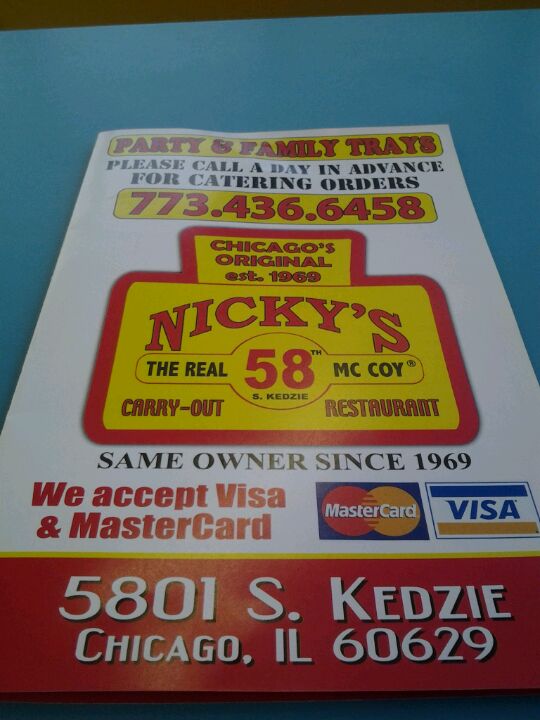 PARTY & FAMILY TRAYS
PLEASE CALL A DAY IN ADVANCE
FOR CATERING ORDERS
773.436.6458
CHICAGO'S
ORIGINAL
est. 1969
NICKY'S
THE REAL 58TH MC COY®
S. KEDZIE
CARRY-OUT RESTAURANT
SAME OWNER SINCE 1969
We accept Visa
& MasterCard
MasterCard VISA
5801 S. KEDZIE
CHICAGO, IL 60629